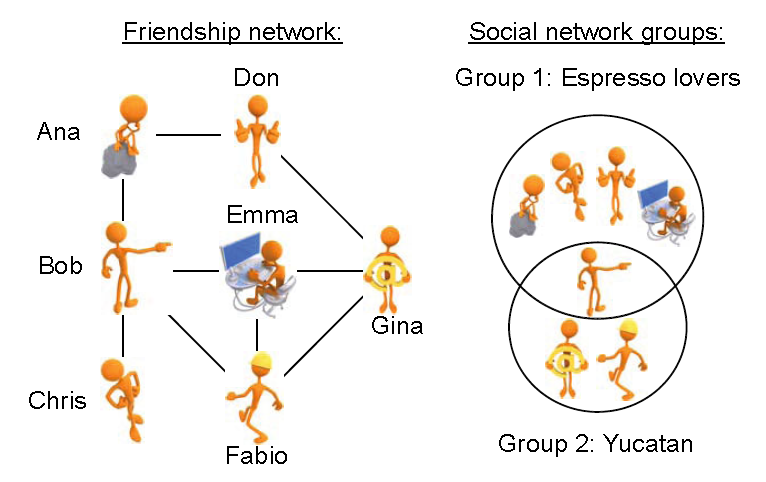 Friendship network:
Social network groups:
Don
Group 1: Espresso lovers
Ana
Emma
Bob
Gina
Chris
Group 2: Yucatan
Fabio